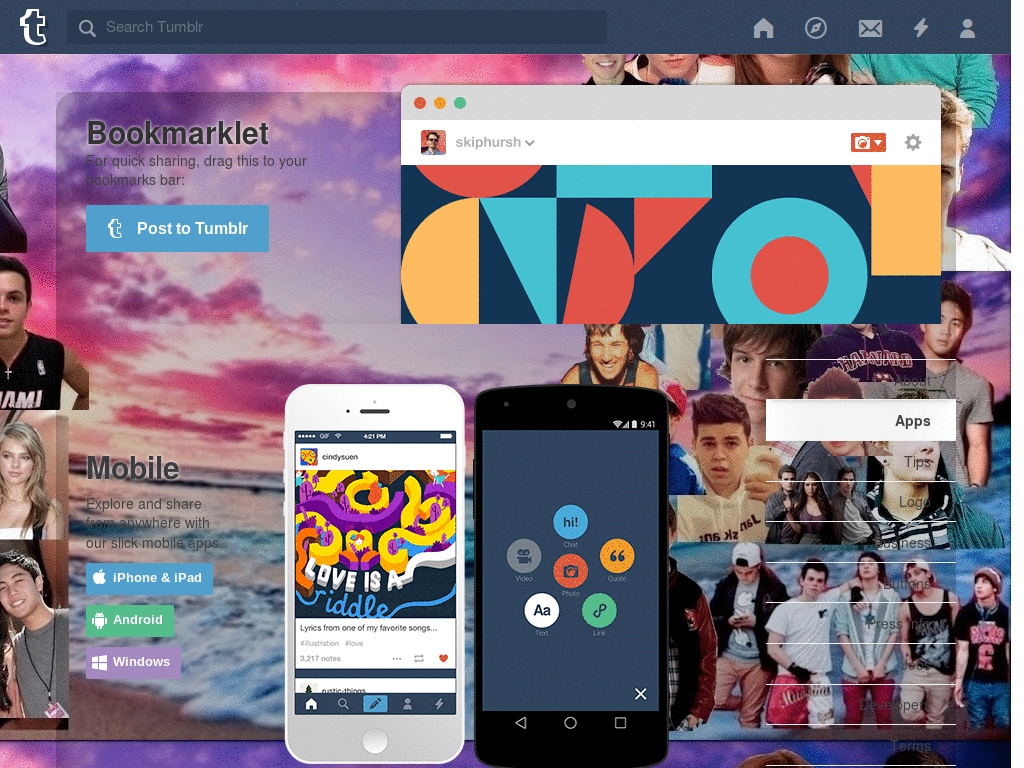 Search Tumblr
Bookmarklet
For quick sharing, drag this to your
bookmarks bar:
Post to Tumblr
skiphursh
HARVARD
MIAMI
About
Apps
Tips
Logo
Business
Buttons
Press Info
Jobs
Developers
Terms
Mobile
Explore and share
from anywhere with
our slick mobile apps.
iPhone & iPad
Android
Windows
GIF
4:21 PM
cindysuen
LOVE IS A
riddle
Lyrics from one of my favorite songs...
#illustration #love
3,217 notes
rustic-things
9:41
hi!
Chat
Video
Quote
Photo
Aa
Text
Link